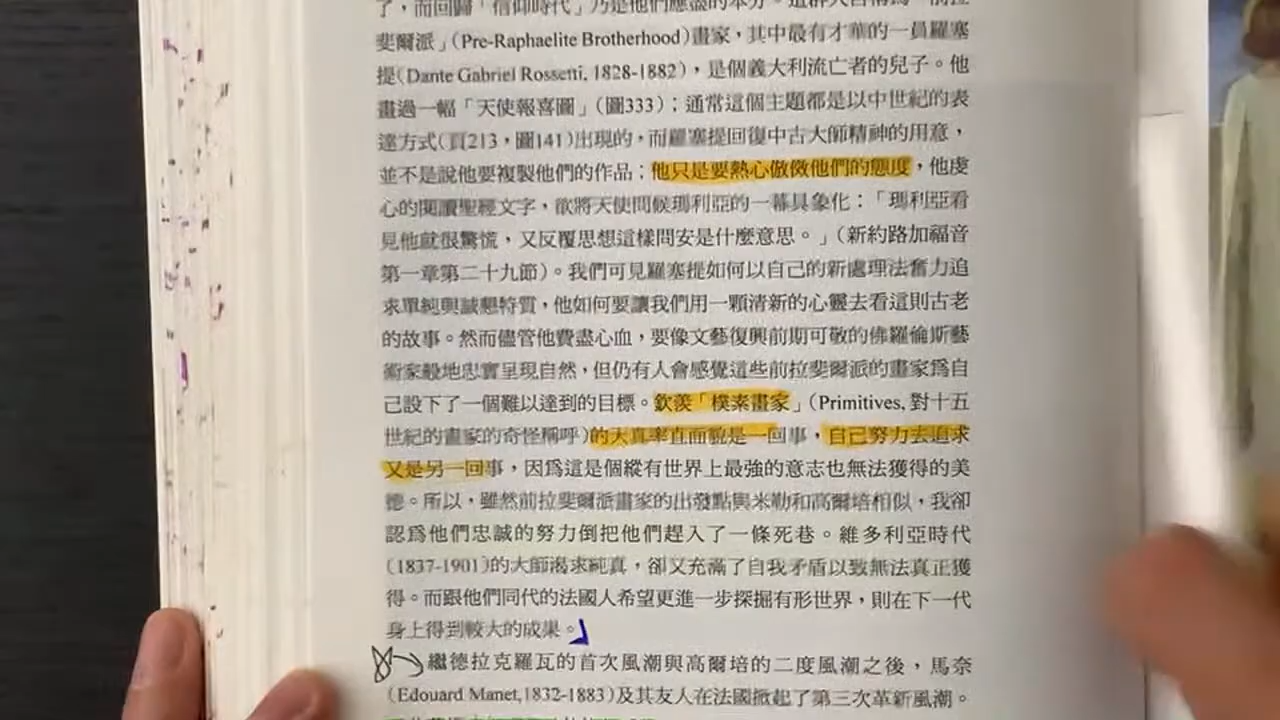 了，而回歸「信仰時代」乃是他們應盡的本分。這群人自稱為「前拉
斐爾派」(Pre-Raphaelite Brotherhood)畫家，其中最有才華的一員羅塞
提(Dante Gabriel Rossetti, 1828-1882)，是個義大利流亡者的兒子。他
畫過一幅「天使報喜圖」（圖333）；通常這個主題都是以中世紀的表
達方式（頁213，圖141）出現的，而羅塞提回復中古大師精神的用意，
並不是說他要複製他們的作品；他只是要熱心倣傚他們的態度，他虔
心的閱讀聖經文字，欲將天使問候瑪利亞的一幕具象化：「瑪利亞看
見他就很驚慌，又反覆思想這樣問安是什麼意思。」（新約路加福音
第一章第二十九節）。我們可見羅塞提如何以自己的新處理法奮力追
求單純與誠懇特質，他如何要讓我們用一顆清新的心靈去看這則古老
的故事。然而儘管他費盡心血，要像文藝復興前期可敬的佛羅倫斯藝
術家般地忠實呈現自然，但仍有人會感覺這些前拉斐爾派的畫家為自
己設下了一個難以達到的目標。欽羨「樸素畫家」（Primitives, 對十五
世紀的畫家的奇怪稱呼）的大真率直面貌是一回事，自己努力去追求
又是另一回事，因為這是個縱有世界上最強的意志也無法獲得的美
德。所以，雖然前拉斐爾派畫家的出發點與米勒和高爾培相似，我卻
認為他們忠誠的努力倒把他們趕入了一條死巷。維多利亞時代
(1837-1901)的大師渴求純真，卻又充滿了自我矛盾以致無法真正獲
得。而跟他們同代的法國人希望更進一步探掘有形世界，則在下一代
身上得到較大的成果。
繼德拉克羅瓦的首次風潮與高爾培的二度風潮之後，馬奈
(Edouard Manet,1832-1883)及其友人在法國掀起了第三次革新風潮。